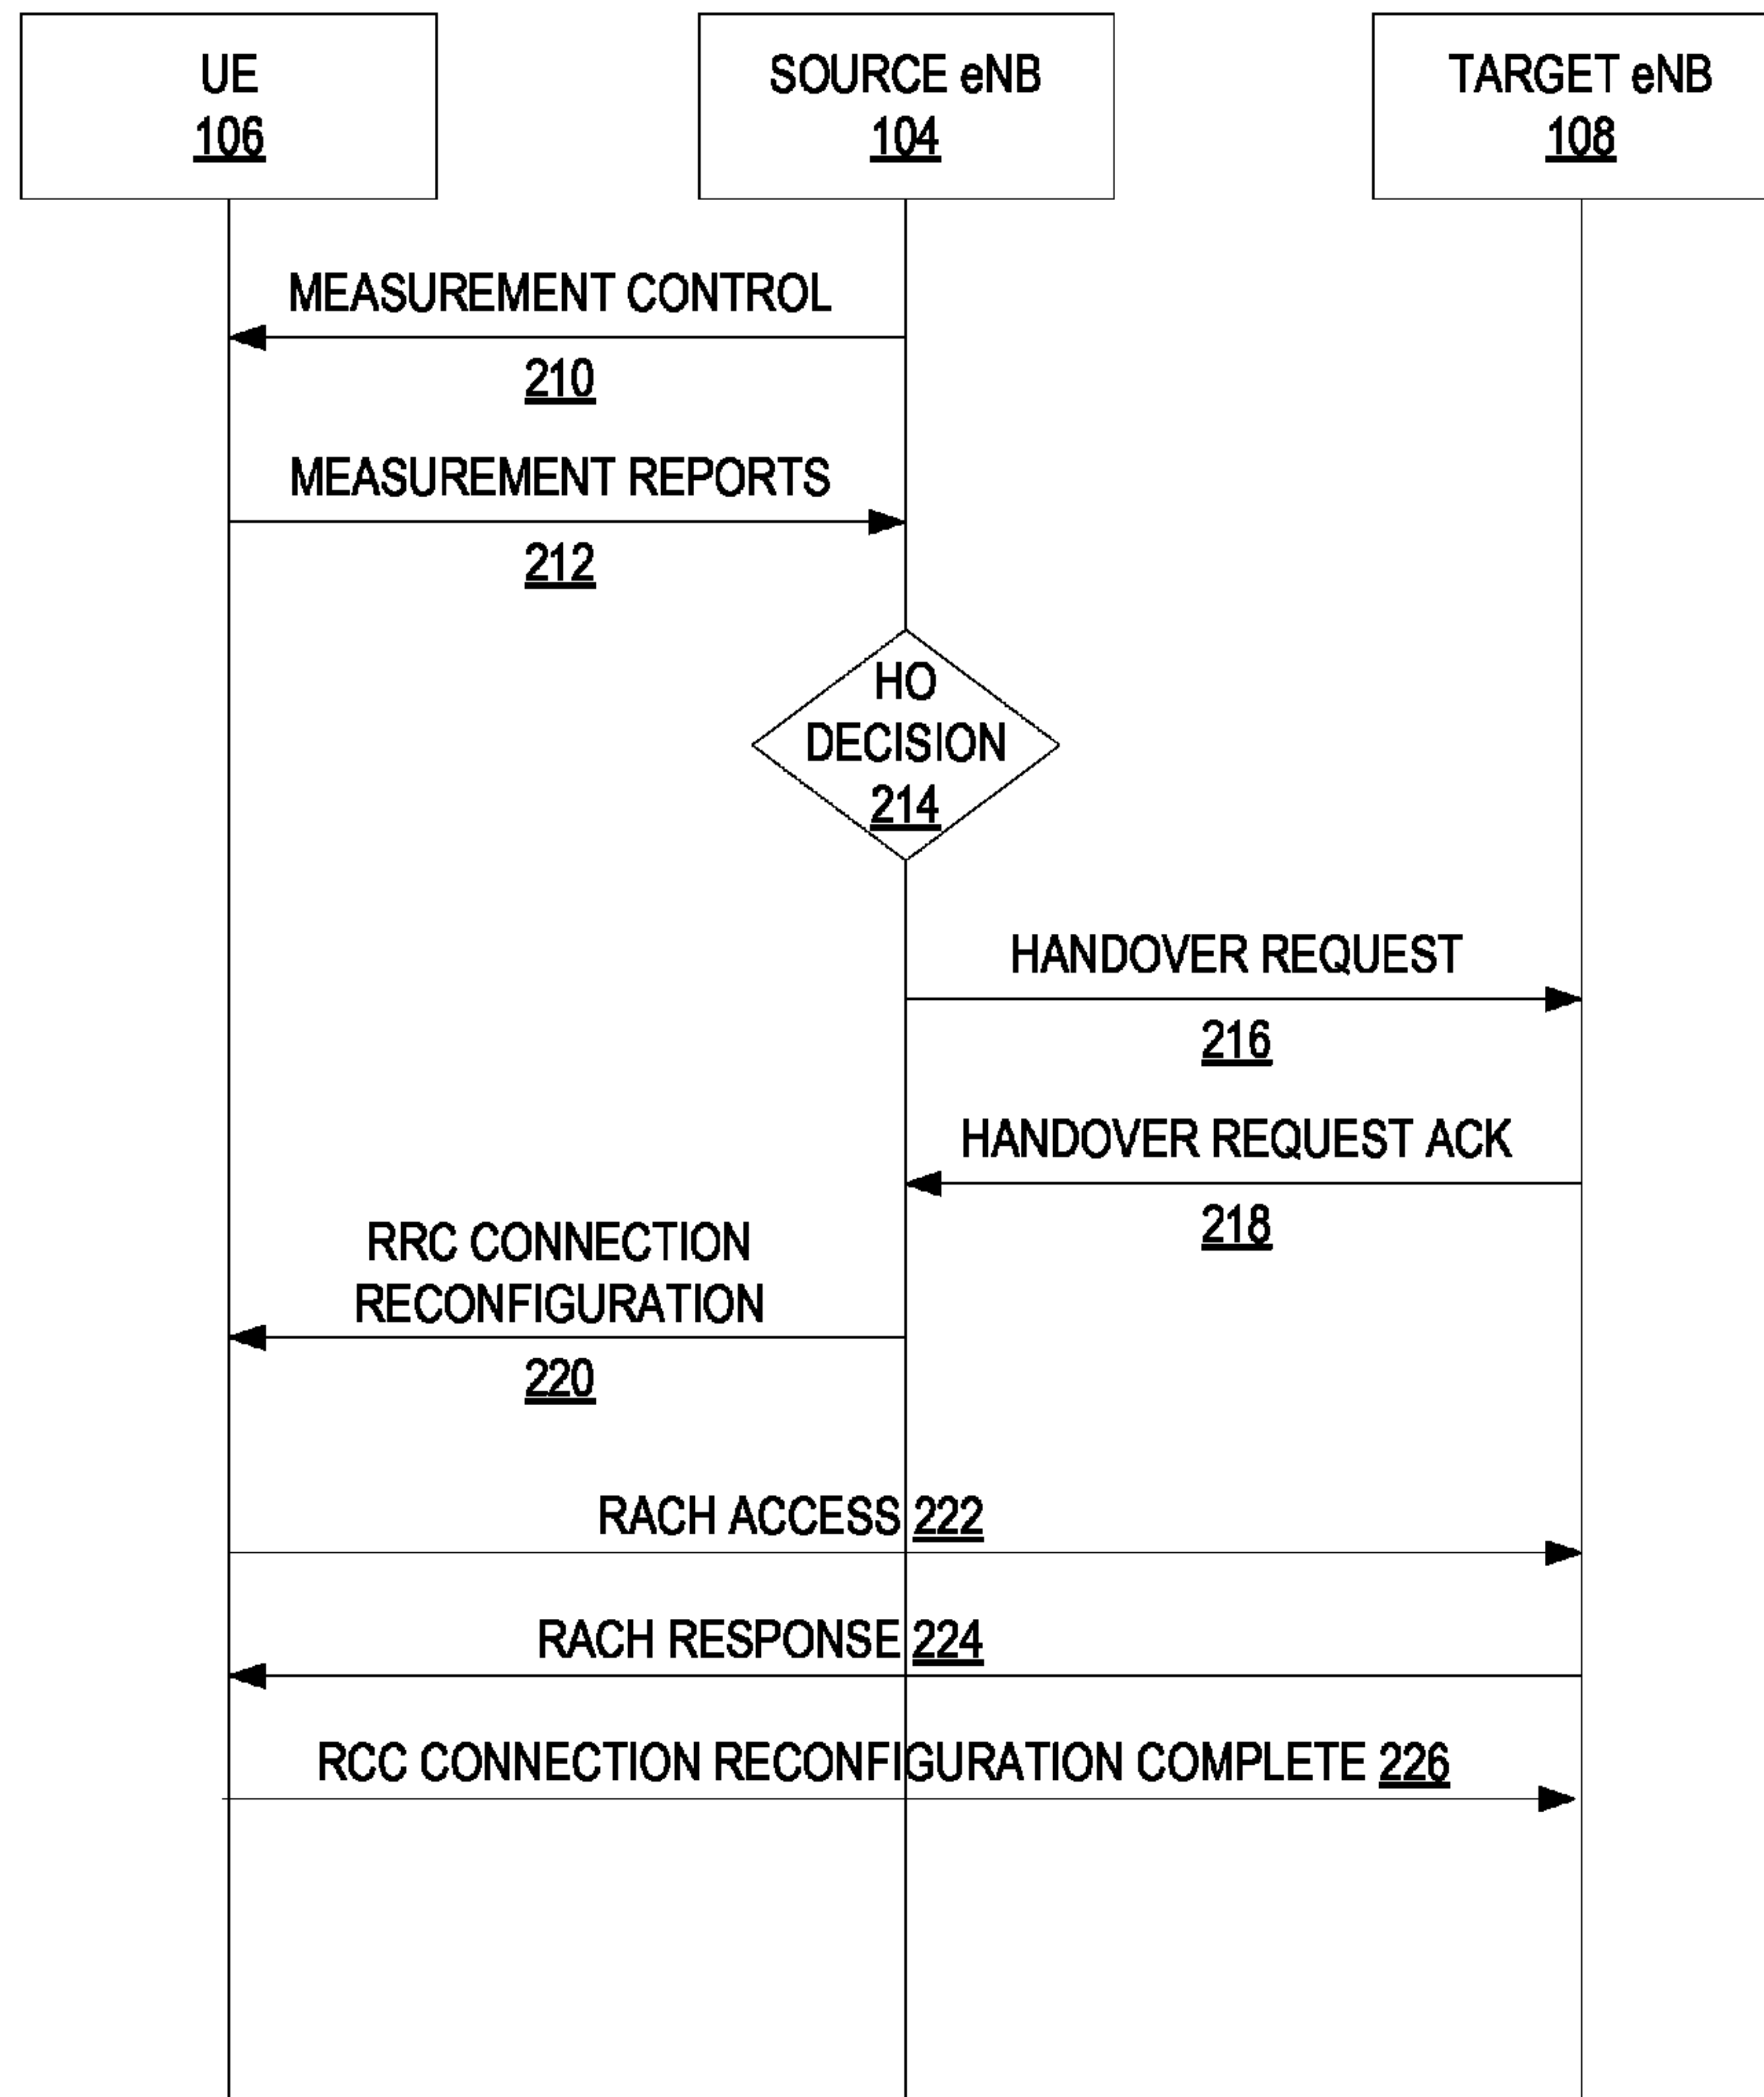 UE
106
SOURCE eNB
104
TARGET eNB
108
MEASUREMENT CONTROL
210
MEASUREMENT REPORTS
212
HO
DECISION
214
HANDOVER REQUEST
216
HANDOVER REQUEST ACK
218
RRC CONNECTION
RECONFIGURATION
220
RACH ACCESS 222
RACH RESPONSE 224
RCC CONNECTION RECONFIGURATION COMPLETE 226